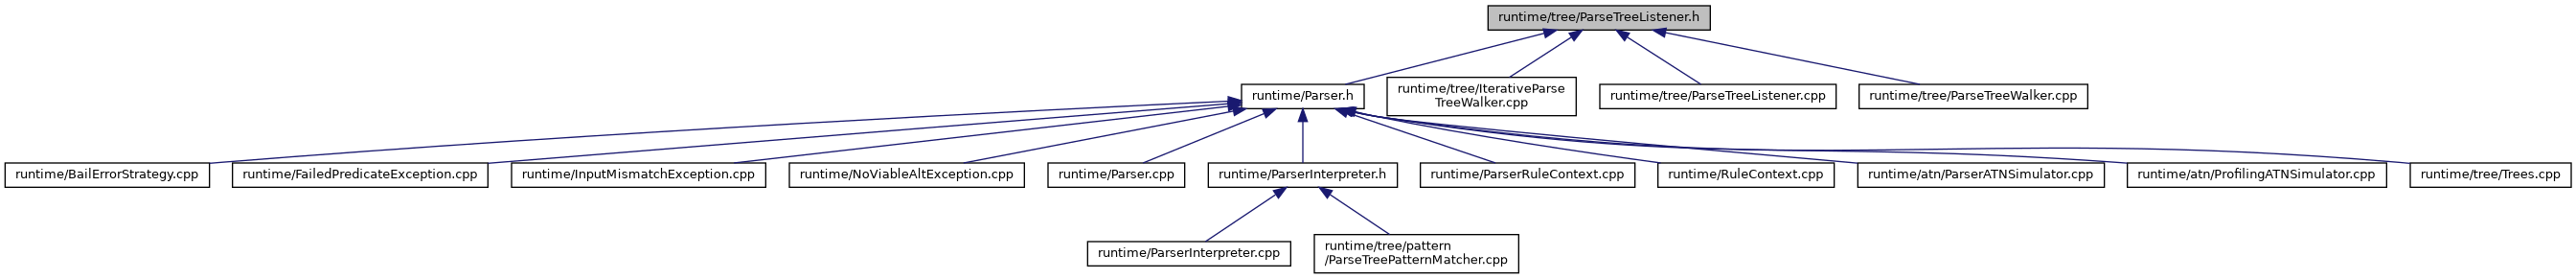 runtime/tree/ParseTreeListener.h
runtime/Parser.h
runtime/tree/IterativeParse
TreeWalker.cpp
runtime/tree/ParseTreeListener.cpp
runtime/tree/ParseTreeWalker.cpp
runtime/BailErrorStrategy.cpp
runtime/FailedPredicateException.cpp
runtime/InputMismatchException.cpp
runtime/NoViableAltException.cpp
runtime/Parser.cpp
runtime/ParserInterpreter.h
runtime/ParserRuleContext.cpp
runtime/RuleContext.cpp
runtime/atn/ParserATNSimulator.cpp
runtime/atn/ProfilingATNSimulator.cpp
runtime/tree/Trees.cpp
runtime/ParserInterpreter.cpp
runtime/tree/pattern
/ParseTreePatternMatcher.cpp